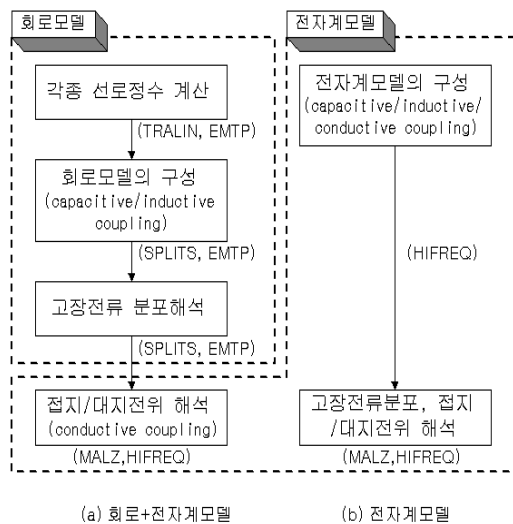 회로모델
각종 선로정수 계산
(TRALIN, EMTP)
회로모델의 구성
(capacitive/inductive
coupling)
(SPLITS, EMTP)
고장전류 분포해석
(SPLITS, EMTP)
접지/대지전위 해석
(conductive coupling)
(MALZ,HIFREQ)
(a) 회로+전자계모델
전자계모델
전자계모델의 구성
(capacitive/inductive/
conductive coupling)
(HIFREQ)
고장전류분포, 접지
/대지전위 해석
(MALZ,HIFREQ)
(b) 전자계모델